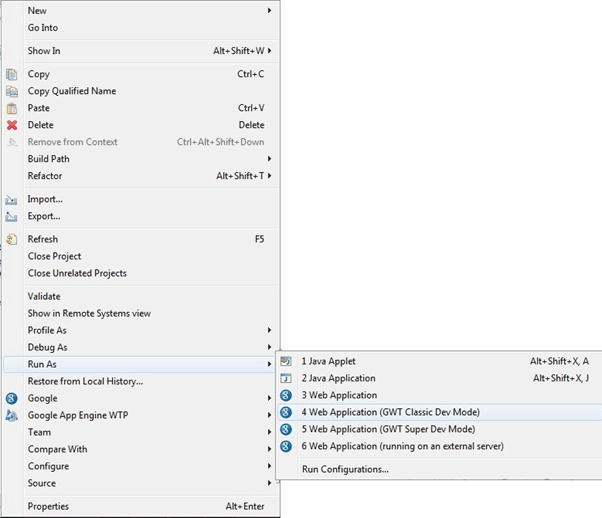 New
Go Into
Show In Alt+Shift+W
Copy Ctrl+C
Copy Qualified Name
Paste Ctrl+V
Delete Delete
Remove from Context Ctrl+Alt+Shift+Down
Build Path
Refactor Alt+Shift+T
Import...
Export...
Refresh F5
Close Project
Close Unrelated Projects
Validate
Show in Remote Systems view
Profile As
Debug As
Run As
Restore from Local History...
Google
Google App Engine WTP
Team
Compare With
Configure
Source
Properties Alt+Enter
1 Java Applet Alt+Shift+X, A
2 Java Application Alt+Shift+X, J
3 Web Application
4 Web Application (GWT Classic Dev Mode)
5 Web Application (GWT Super Dev Mode)
6 Web Application (running on an external server)
Run Configurations...